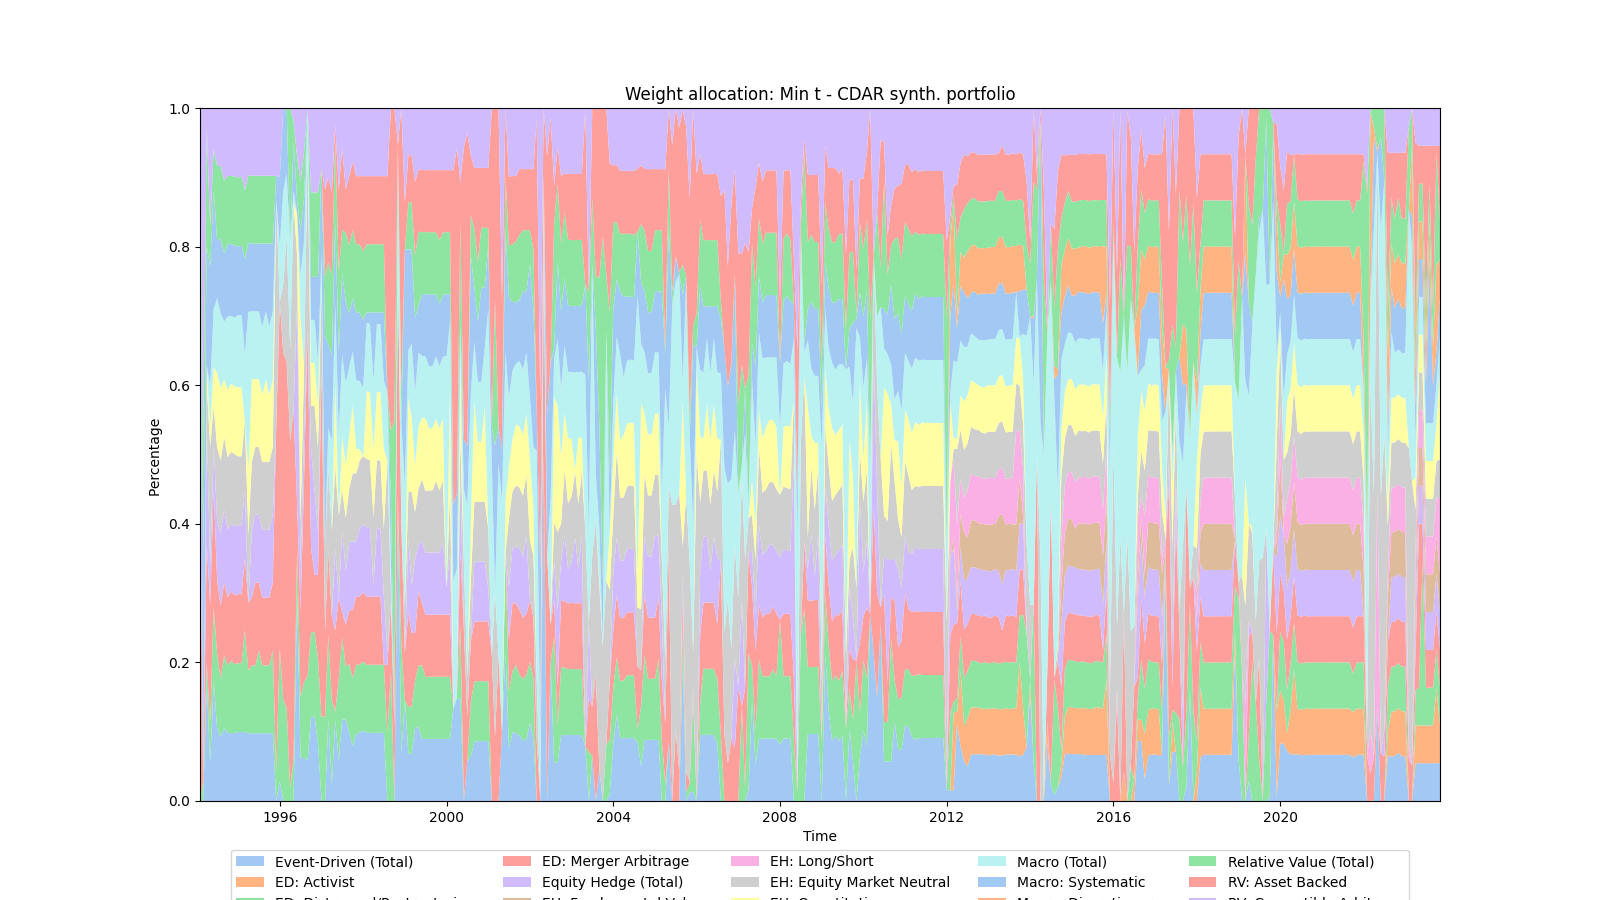 Weight allocation: Min t - CDAR synth. portfolio
1.0
0.8
0.6
0.4
0.2
0.0
Percentage
1996 2000 2004 2008 2012 2016 2020
Time
Event-Driven (Total) ED: Merger Arbitrage EH: Long/Short Macro (Total) Relative Value (Total)
ED: Activist Equity Hedge (Total) EH: Equity Market Neutral Macro: Systematic RV: Asset Backed